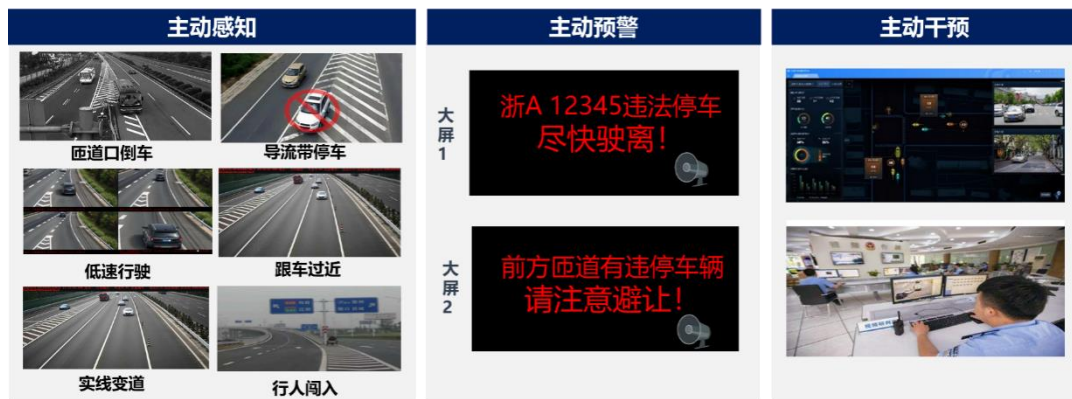 主动感知
匝道口倒车
导流带停车
低速行驶
跟车过近
实线变道
行人闯入
主动预警
大屏1
浙A 12345违法停车
尽快驶离！
大屏2
前方匝道有违停车辆
请注意避让！
主动干预